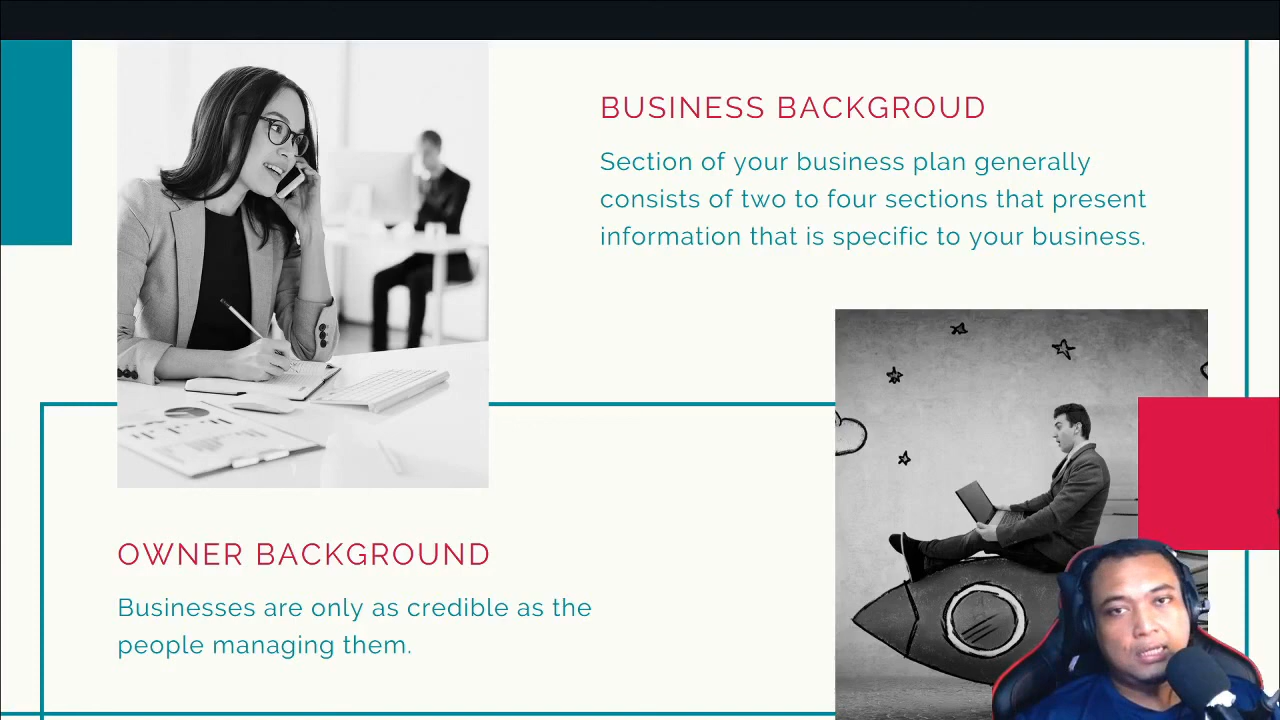 BUSINESS BACKGROUD
Section of your business plan generally
consists of two to four sections that present
information that is specific to your business.
OWNER BACKGROUND
Businesses are only as credible as the
people managing them.